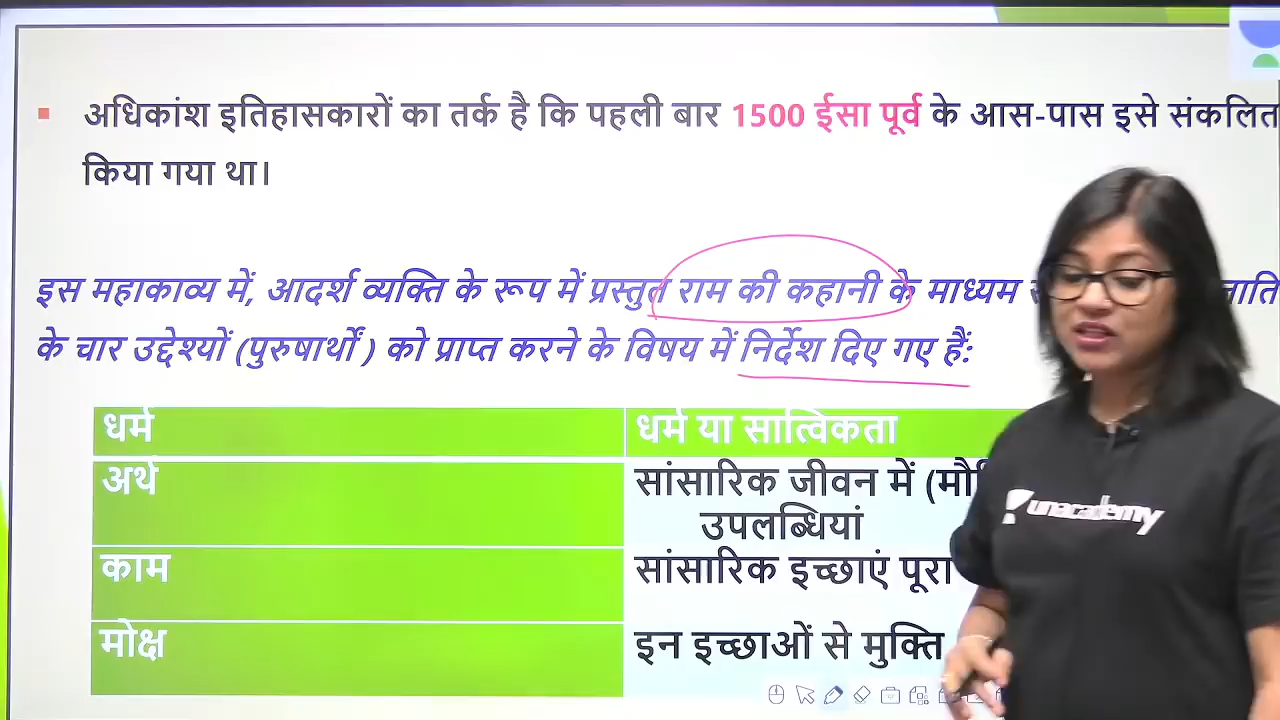 अधिकांश इतिहासकारों का तर्क है कि पहली बार 1500 ईसा पूर्व के आस-पास इसे संकलित
किया गया था।
इस महाकाव्य में, आदर्श व्यक्ति के रूप में प्रस्तुत राम की कहानी के माध्यम
के चार उद्देश्यों (पुरुषार्थों ) को प्राप्त करने के विषय में निर्देश दिए गए हैं:
धर्म धर्म या सात्विकता
अर्थ सांसारिक जीवन में
उपलब्धियां
काम सांसारिक इच्छाएं पूरा
मोक्ष इन इच्छाओं से मुक्ति
unacademy